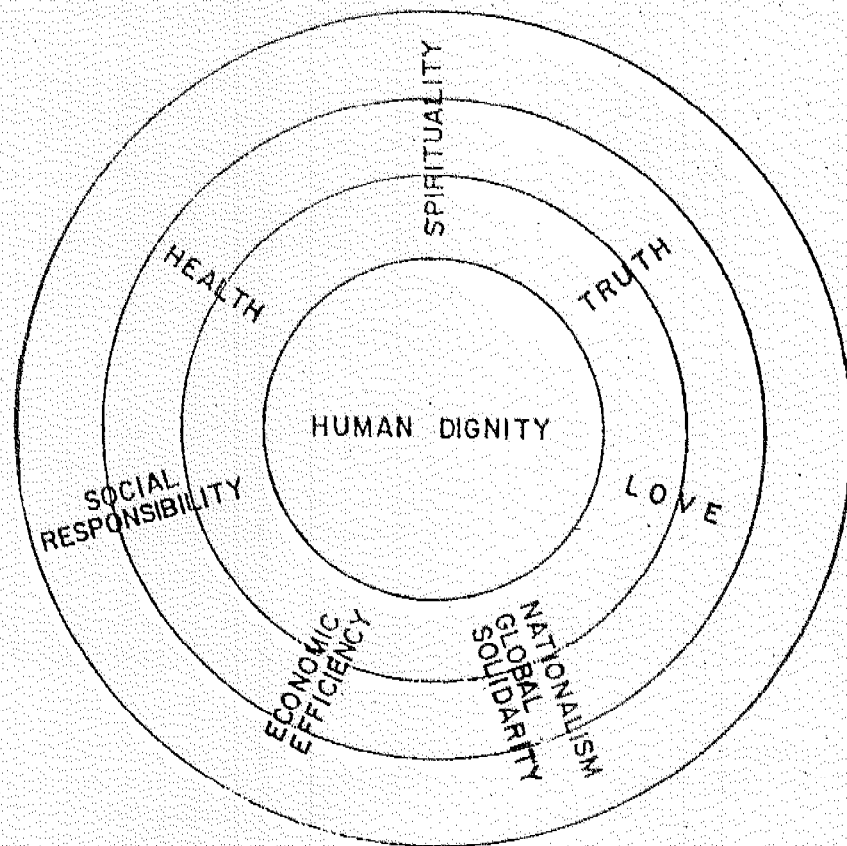 SPIRITUALITY
HEALTH
TRUTH
HUMAN DIGNITY
SOCIAL
RESPONSIBILITY
LOVE
ECONOMIC
EFFICIENCY
NATIONALISM
GLOBAL
SOLIDARITY